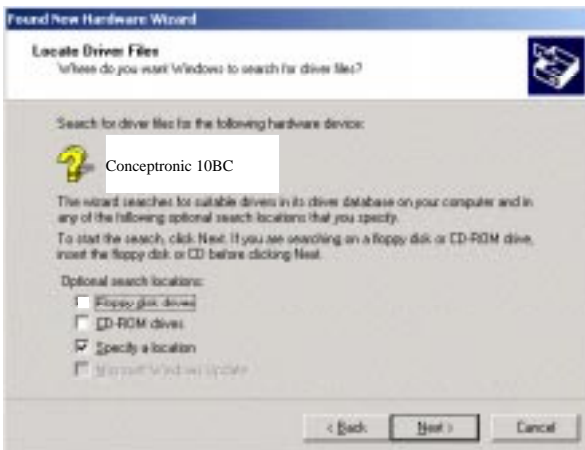 Found New Hardware Wizard
Locate Driver Files
Where do you want Windows to search for driver files?
Search for driver files for the following hardware device:
Conceptronic 10BC
The wizard searches for suitable drivers in its driver database on your computer and in
any of the following optional search locations that you specify.
To start the search, click Next. If you are searching on a floppy disk or CD-ROM drive,
insert the floppy disk or CD before clicking Next.
Optional search locations:
Floppy disk drives
CD-ROM drives
Specify a location
Microsoft Windows Update
< Back
Next >
Cancel